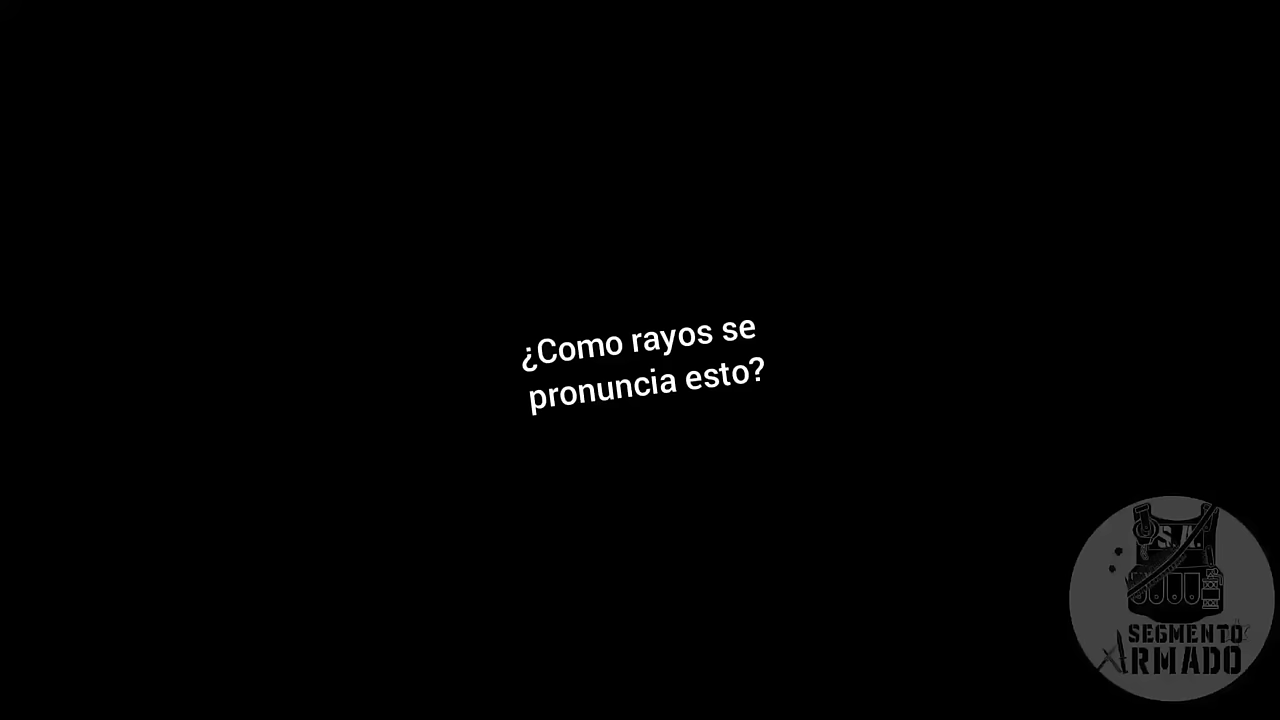 ¿Como rayos se
pronuncia esto?
S.A.
SEGMENTO
ARMADO